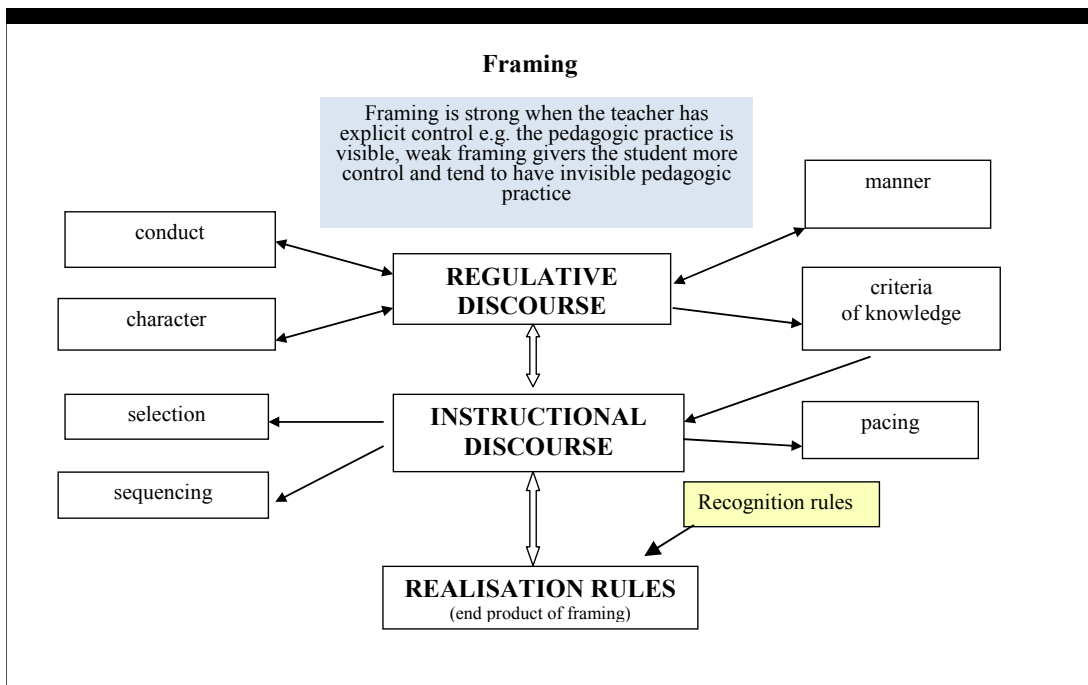 Framing
Framing is strong when the teacher has
explicit control e.g. the pedagogic practice is
visible, weak framing givers the student more
control and tend to have invisible pedagogic
practice
manner
conduct
REGULATIVE
DISCOURSE
criteria
of knowledge
character
selection
INSTRUCTIONAL
DISCOURSE
pacing
sequencing
Recognition rules
REALISATION RULES
(end product of framing)